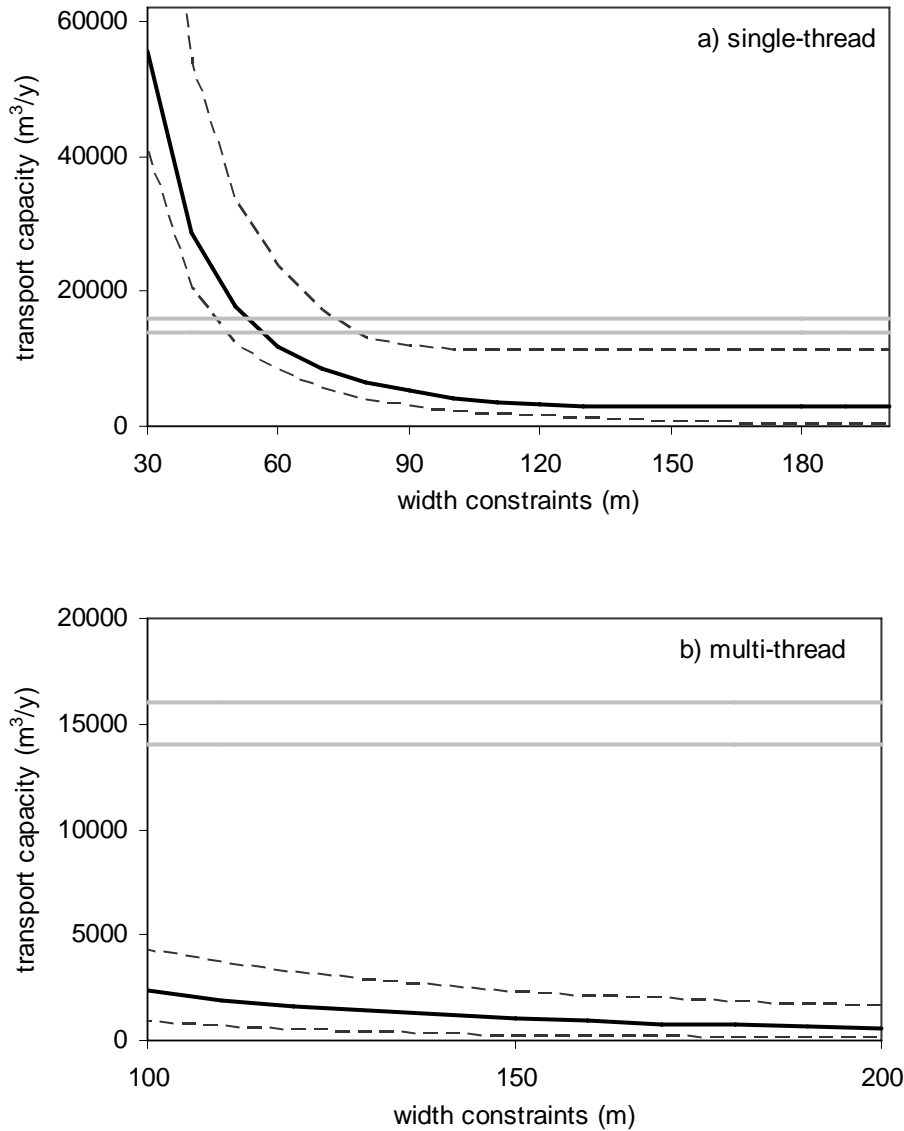 a) single-thread
transport capacity (m³/y)
60000
40000
20000
0
30 60 90 120 150 180
width constraints (m)
b) multi-thread
transport capacity (m³/y)
20000
15000
10000
5000
0
100 150 200
width constraints (m)